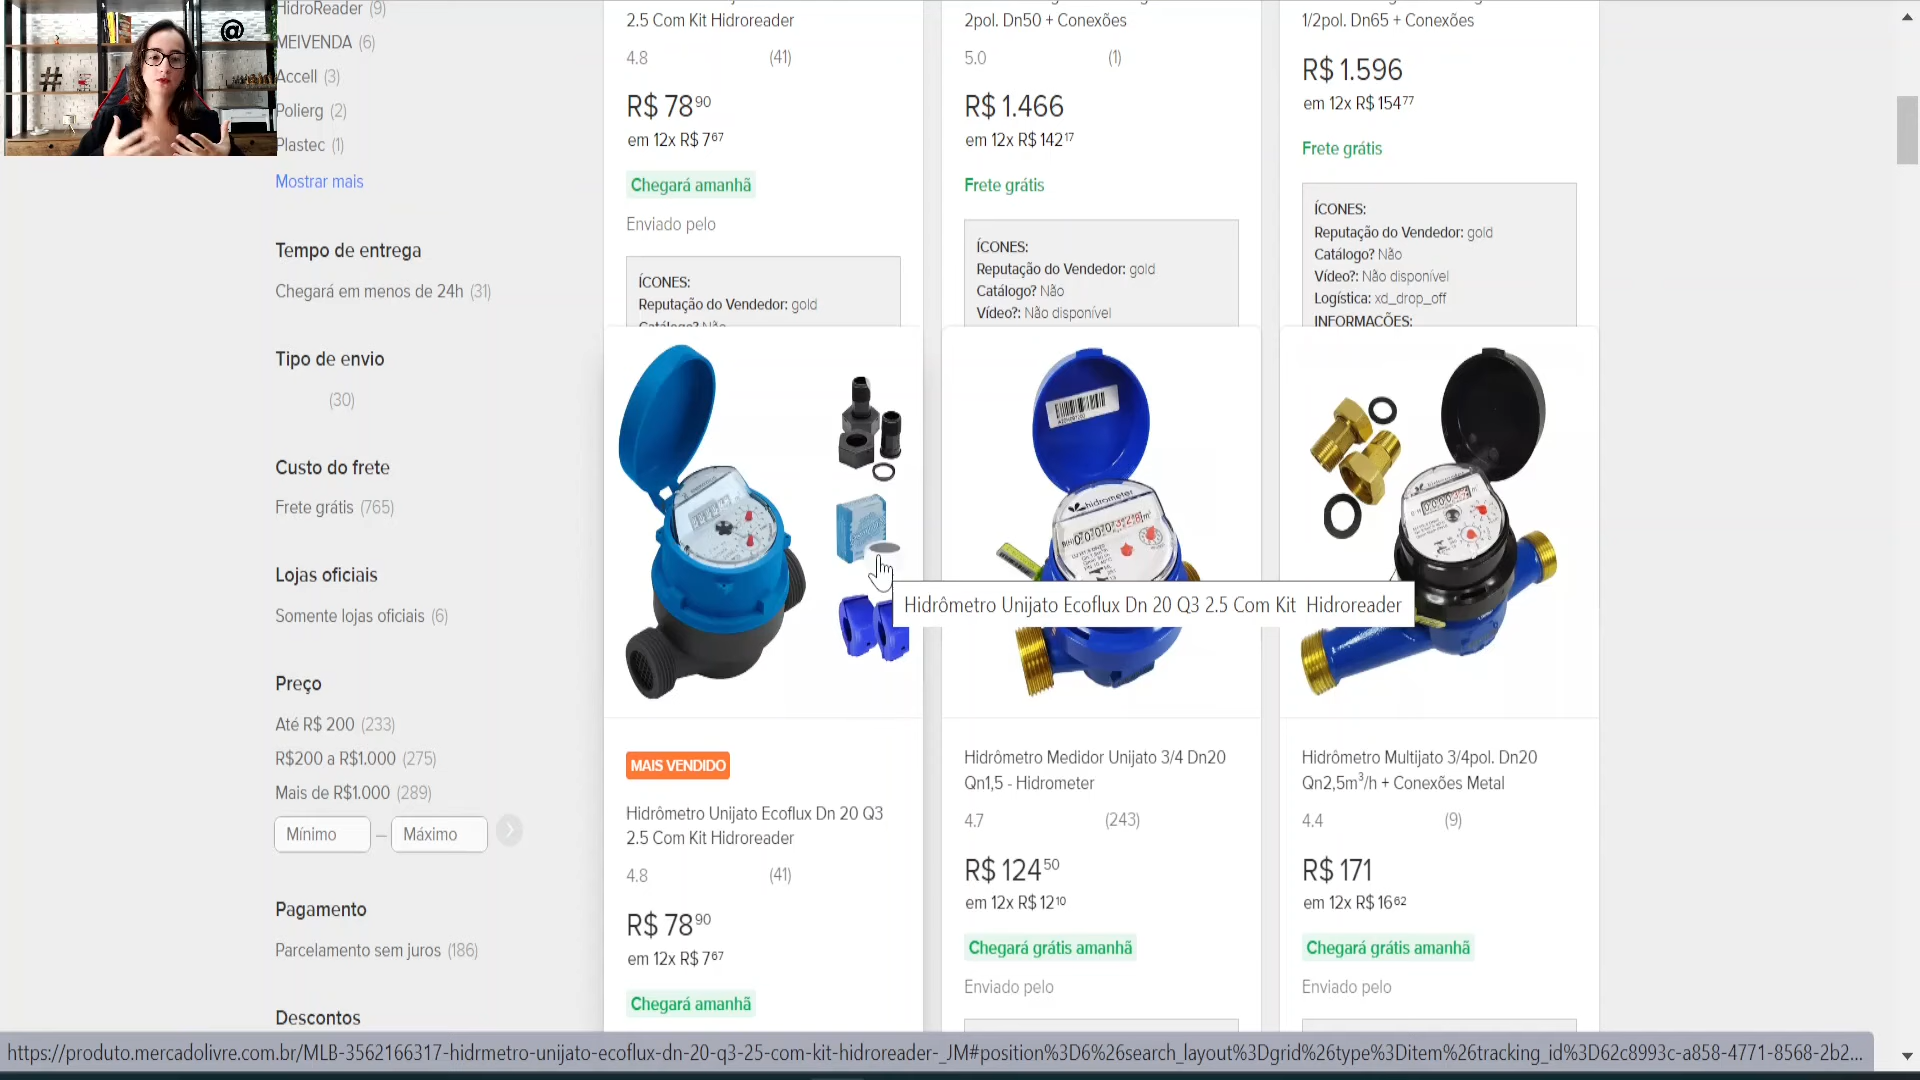 HidroReader (9)
MEIVENDA (6)
Accell (3)
Polierg (2)
Plastec (1)
Mostrar mais
Tempo de entrega
Chegará em menos de 24h (31)
Tipo de envio
(30)
Custo do frete
Frete grátis (765)
Lojas oficiais
Somente lojas oficiais (6)
Preço
Até R$ 200 (233)
R$200 a R$1.000 (275)
Mais de R$1.000 (289)
Mínimo – Máximo
Pagamento
Parcelamento sem juros (186)
Descontos
2.5 Com Kit Hidroreader
4.8 (41)
R$ 78 90
em 12x R$ 7 67
Chegará amanhã
Enviado pelo
ÍCONES:
Reputação do Vendedor: gold
Catálogo? Não
2pol. Dn50 + Conexões
5.0 (1)
R$ 1.466
em 12x R$ 142 17
Frete grátis
ÍCONES:
Reputação do Vendedor: gold
Catálogo? Não
Vídeo?: Não disponível
1/2pol. Dn65 + Conexões
R$ 1.596
em 12x R$ 154 77
Frete grátis
ÍCONES:
Reputação do Vendedor: gold
Catálogo? Não
Vídeo?: Não disponível
Logística: xd_drop_off
INFORMAÇÕES:
hidrometer
Hidrômetro Unijato Ecoflux Dn 20 Q3 2.5 Com Kit Hidroreader
MAIS VENDIDO
Hidrômetro Unijato Ecoflux Dn 20 Q3
2.5 Com Kit Hidroreader
4.8 (41)
R$ 78 90
em 12x R$ 7 67
Chegará amanhã
Hidrômetro Medidor Unijato 3/4 Dn20
Qn1,5 - Hidrometer
4.7 (243)
R$ 124 50
em 12x R$ 12 10
Chegará grátis amanhã
Enviado pelo
Hidrômetro Multijato 3/4pol. Dn20
Qn2,5m³/h + Conexões Metal
4.4 (9)
R$ 171
em 12x R$ 16 62
Chegará grátis amanhã
Enviado pelo
https://produto.mercadolivre.com.br/MLB-3562166317-hidrmetro-unijato-ecoflux-dn-20-q3-25-com-kit-hidroreader-_JM#position%3D6%26search_layout%3Dgrid%26type%3Ditem%26tracking_id%3D62c8993c-a858-4771-8568-2b2...